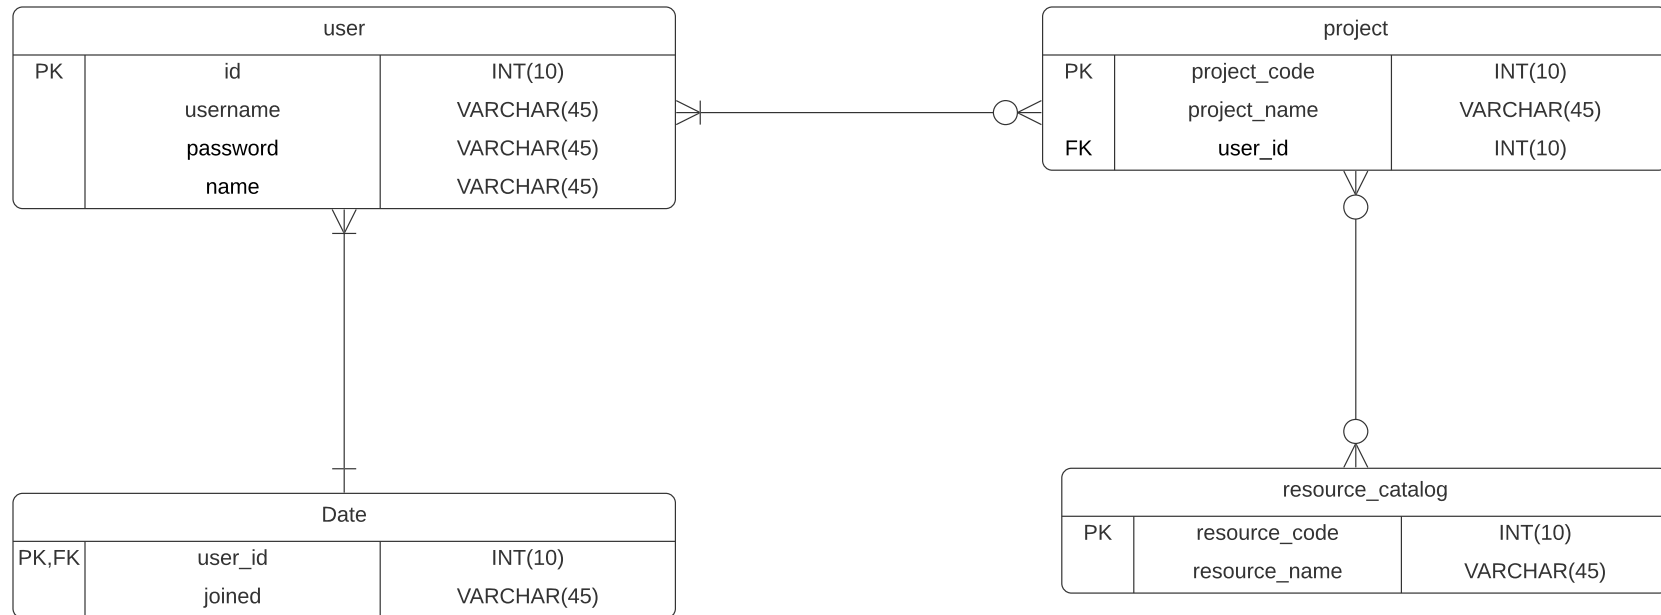 user
PK id INT(10)
username VARCHAR(45)
password VARCHAR(45)
name VARCHAR(45)
project
PK project_code INT(10)
project_name VARCHAR(45)
FK user_id INT(10)
Date
PK,FK user_id INT(10)
joined VARCHAR(45)
resource_catalog
PK resource_code INT(10)
resource_name VARCHAR(45)